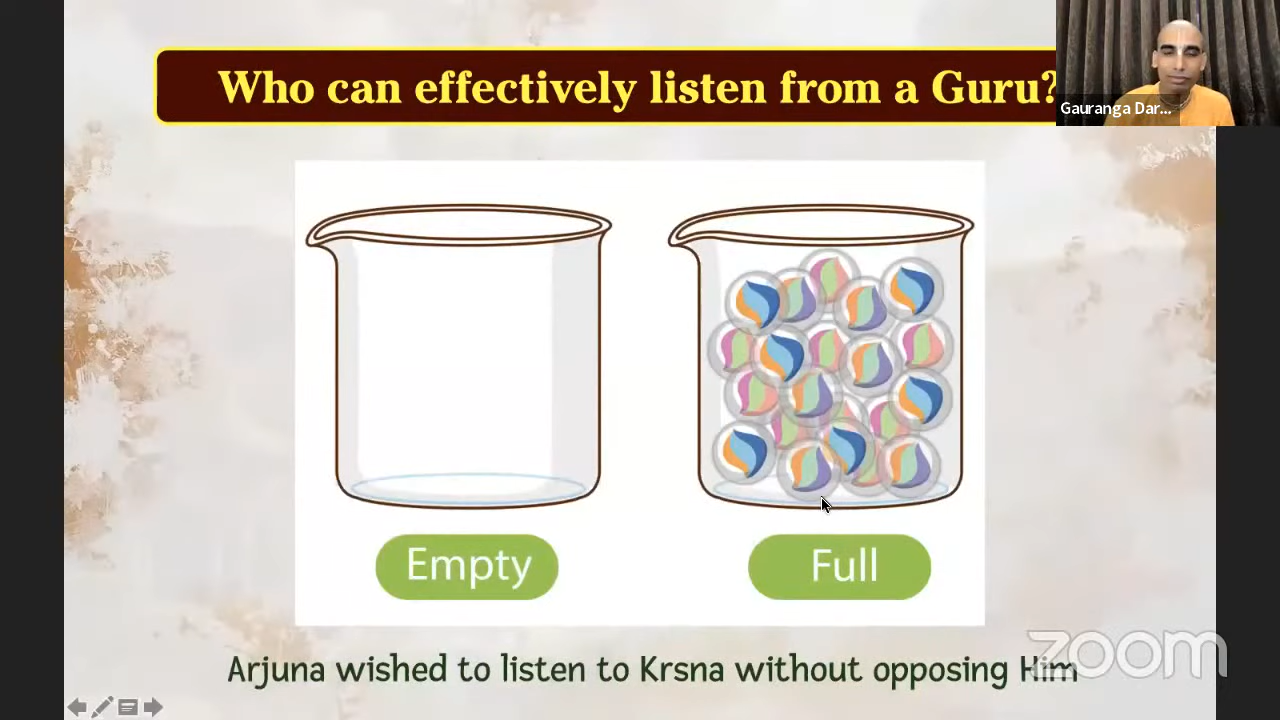 Who can effectively listen from a Guru?
Gauranga Dar...
Empty
Full
Arjuna wished to listen to Krsna without opposing Him
zoom